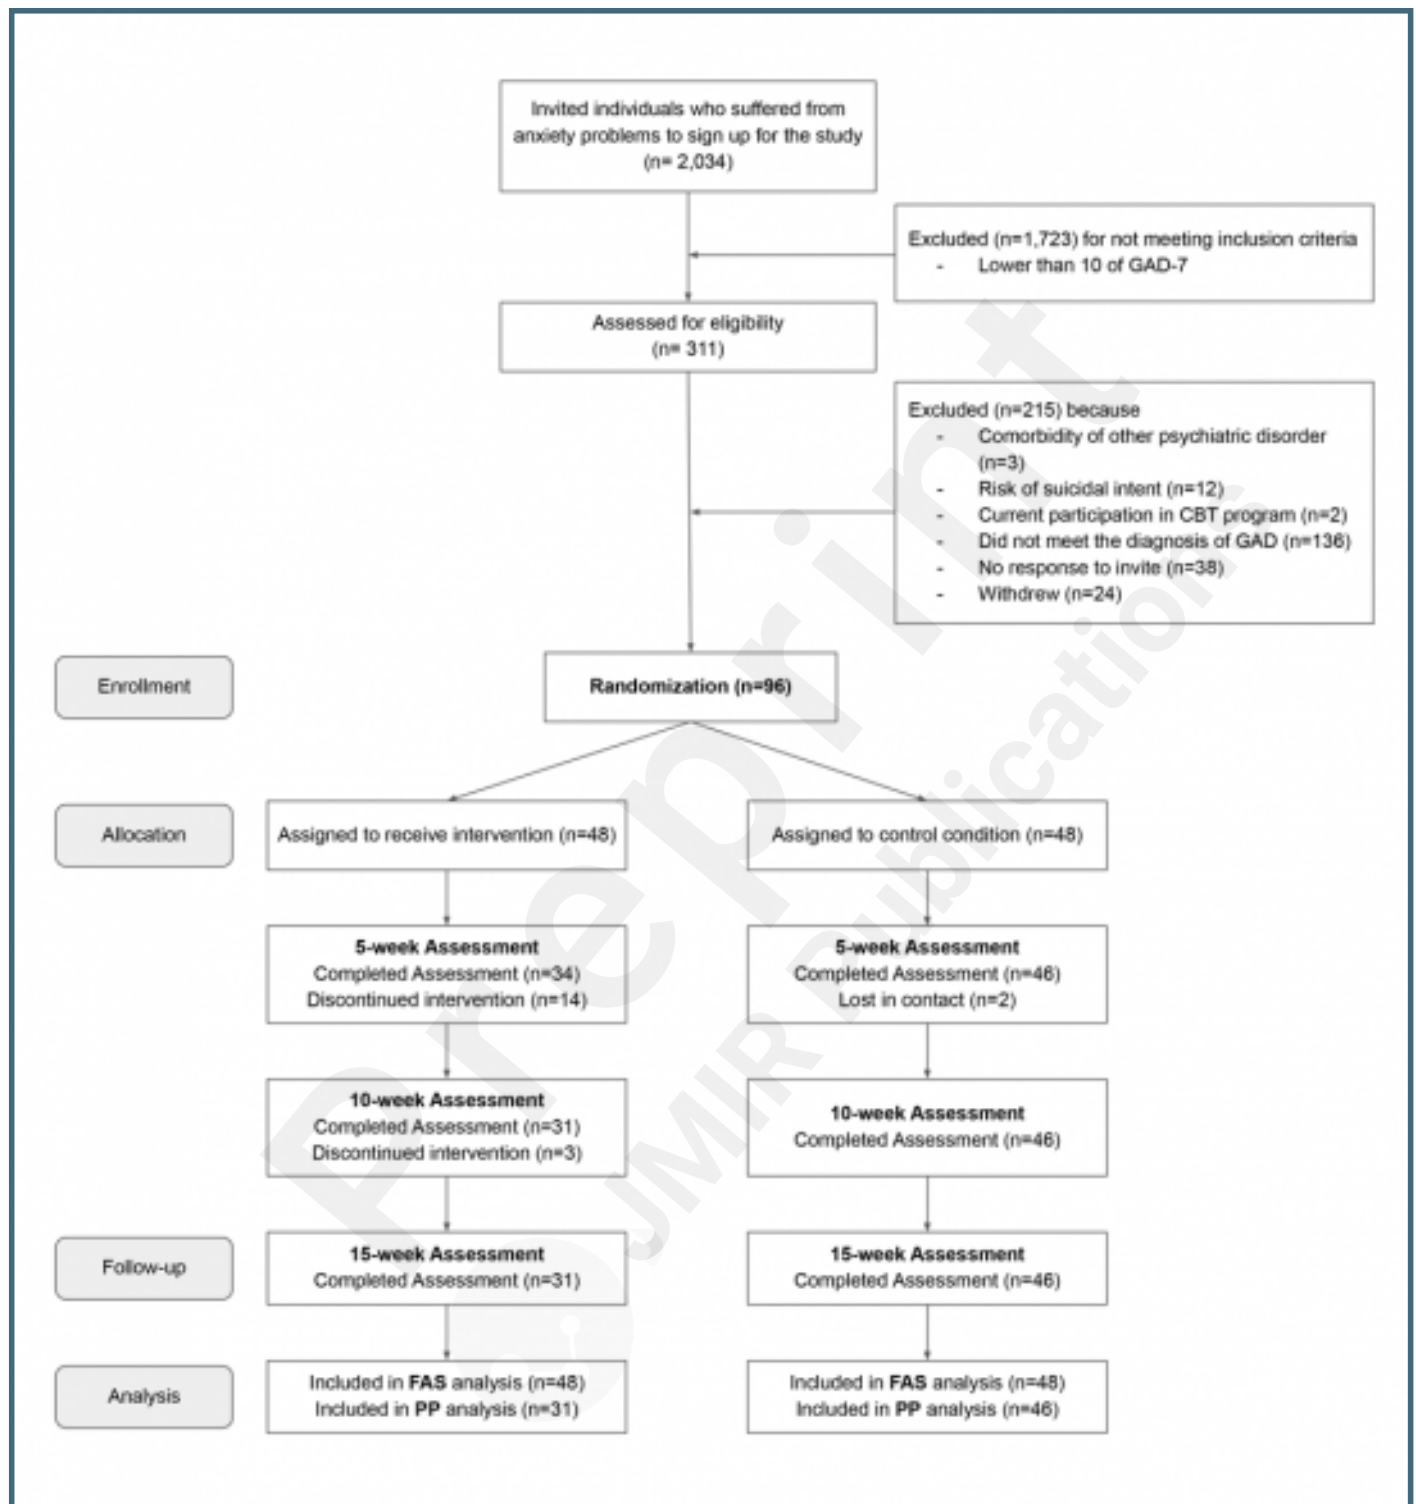 Invited individuals who suffered from
anxiety problems to sign up for the study
(n= 2,034)
Excluded (n=1,723) for not meeting inclusion criteria
- Lower than 10 of GAD-7
Assessed for eligibility
(n= 311)
Excluded (n=215) because
- Comorbidity of other psychiatric disorder
(n=3)
- Risk of suicidal intent (n=12)
- Current participation in CBT program (n=2)
- Did not meet the diagnosis of GAD (n=136)
- No response to invite (n=38)
- Withdrew (n=24)
Enrollment
Randomization (n=96)
Allocation
Assigned to receive intervention (n=48)
Assigned to control condition (n=48)
5-week Assessment
Completed Assessment (n=34)
Discontinued intervention (n=14)
5-week Assessment
Completed Assessment (n=46)
Lost in contact (n=2)
10-week Assessment
Completed Assessment (n=31)
Discontinued intervention (n=3)
10-week Assessment
Completed Assessment (n=46)
Follow-up
15-week Assessment
Completed Assessment (n=31)
15-week Assessment
Completed Assessment (n=46)
Analysis
Included in FAS analysis (n=48)
Included in PP analysis (n=31)
Included in FAS analysis (n=48)
Included in PP analysis (n=46)
Preprint
JMIR Publications